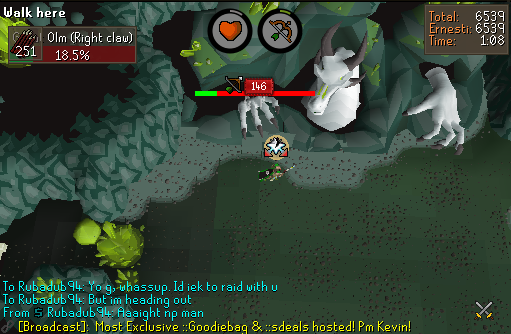 Walk here
251
Olm (Right claw)
18.5%
Total: 6539
Ernesti: 6539
Time: 1:08
146
To Rubadub94: Yo g, whassup. Id iek to raid with u
To Rubadub94: But im heading out
From S Rubadub94: Aaaight np man
[Broadcast]: Most Exclusive ::Goodiebag & ::sdeals hosted! Pm Kevin!